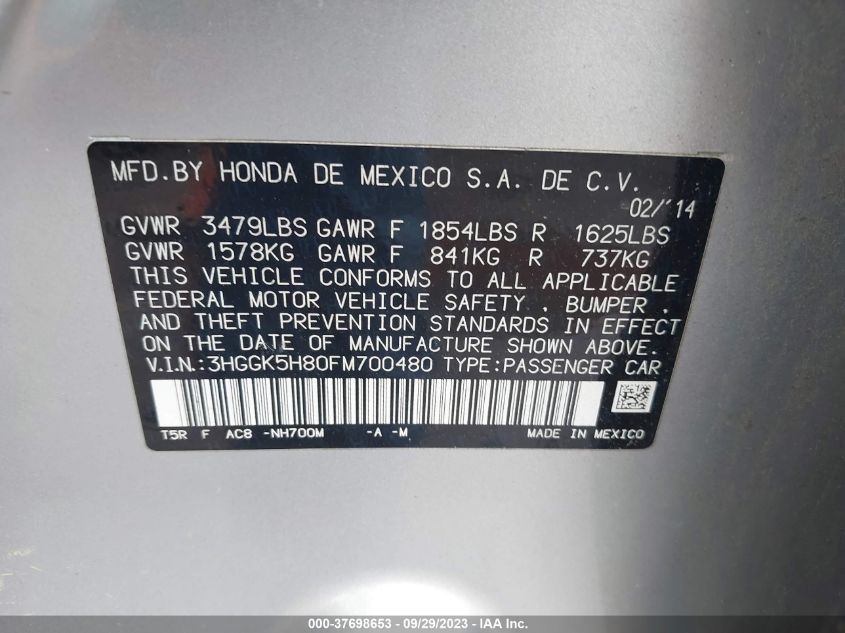 MFD.BY HONDA DE MEXICO S.A. DE C.V.
02/'14
GVWR 3479LBS GAWR F 1854LBS R 1625LBS
GVWR 1578KG GAWR F 841KG R 737KG
THIS VEHICLE CONFORMS TO ALL APPLICABLE
FEDERAL MOTOR VEHICLE SAFETY , BUMPER ,
AND THEFT PREVENTION STANDARDS IN EFFECT
ON THE DATE OF MANUFACTURE SHOWN ABOVE.
V.I.N.:3HGGK5H80FM700480 TYPE:PASSENGER CAR
T5R F AC8 -NH700M -A -M MADE IN MEXICO
000-37698653 - 09/29/2023 - IAA Inc.